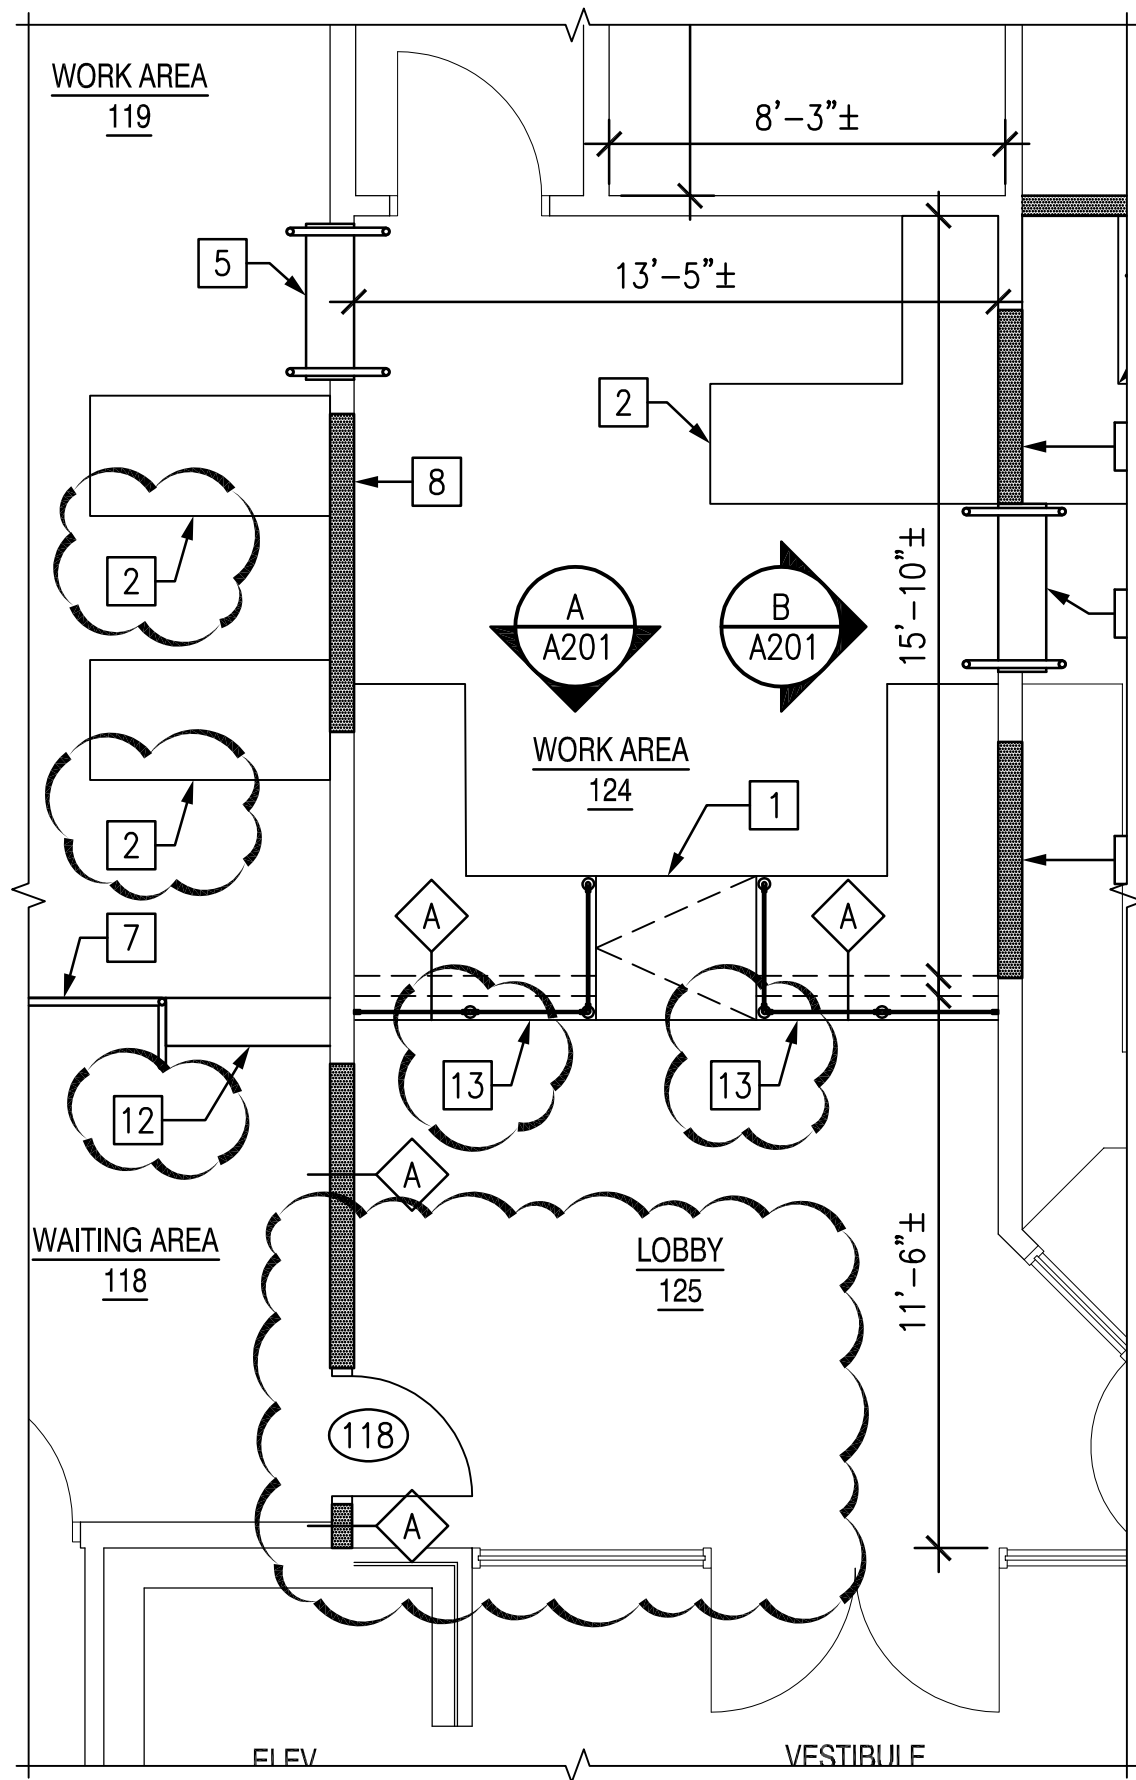 WORK AREA
119
8'-3"±
5
13'-5"±
2
8
2
A
A201
B
A201
15'-10"±
2
WORK AREA
124
1
A
A
7
13
13
12
A
WAITING AREA
118
LOBBY
125
11'-6"±
118
A
ELEV
VESTIBULE